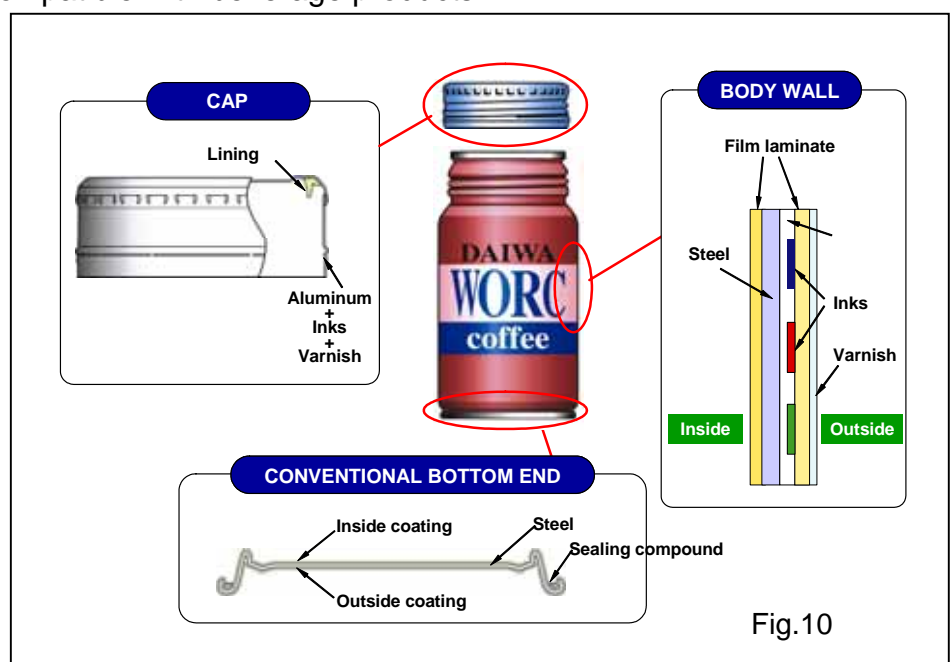 CAP
Lining
Aluminum
+
Inks
+
Varnish
DAIWA
WORC
coffee
BODY WALL
Film laminate
Steel
Inks
Varnish
Inside
Outside
CONVENTIONAL BOTTOM END
Inside coating
Steel
Sealing compound
Outside coating
Fig.10